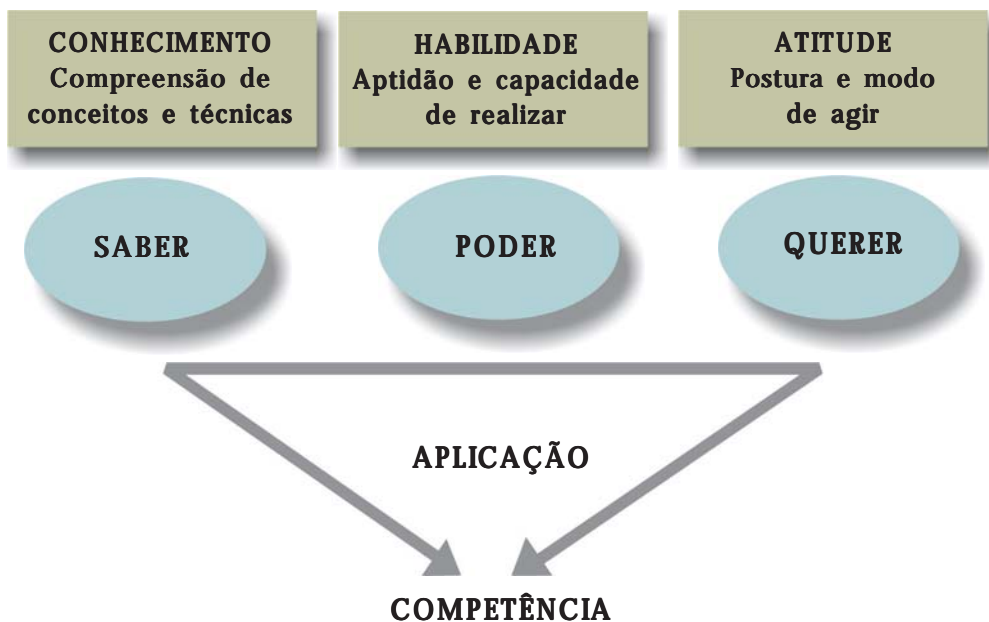 CONHECIMENTO
Compreensão de
conceitos e técnicas
HABILIDADE
Aptidão e capacidade
de realizar
ATITUDE
Postura e modo
de agir
SABER
PODER
QUERER
APLICAÇÃO
COMPETÊNCIA